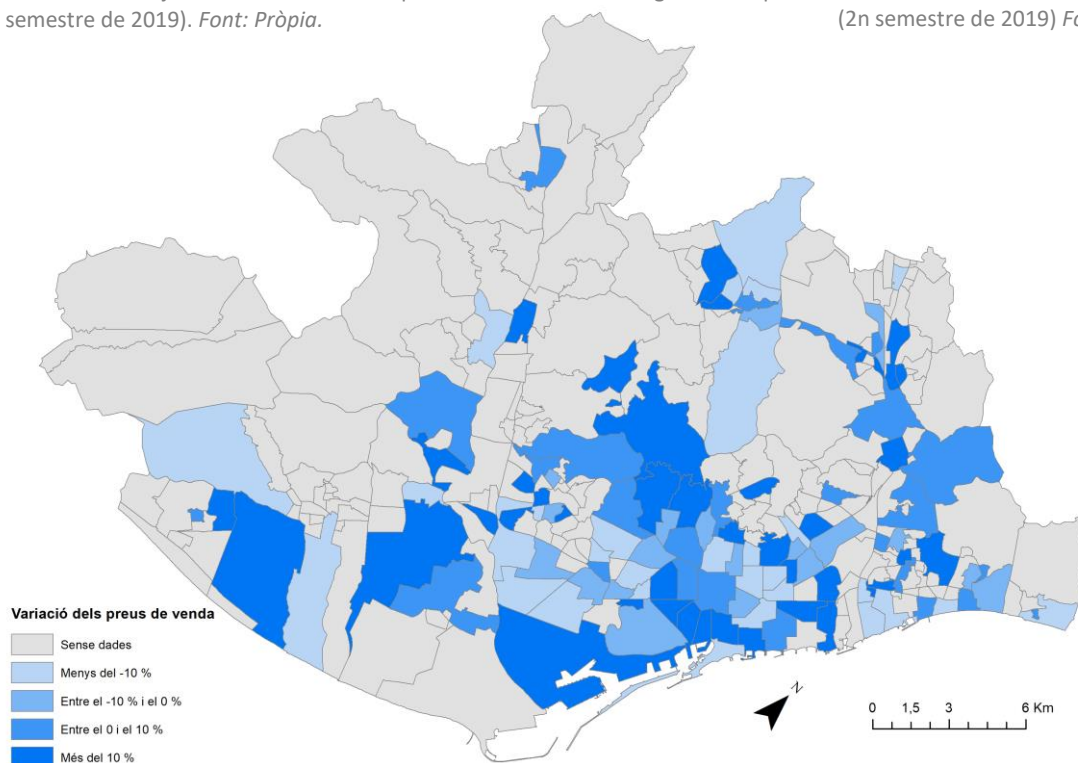 semestre de 2019). Font: Pròpia.
(2n semestre de 2019)
Variació dels preus de venda
Sense dades
Menys del -10 %
Entre el -10 % i el 0 %
Entre el 0 i el 10 %
Més del 10 %
N
0 1,5 3 6 Km